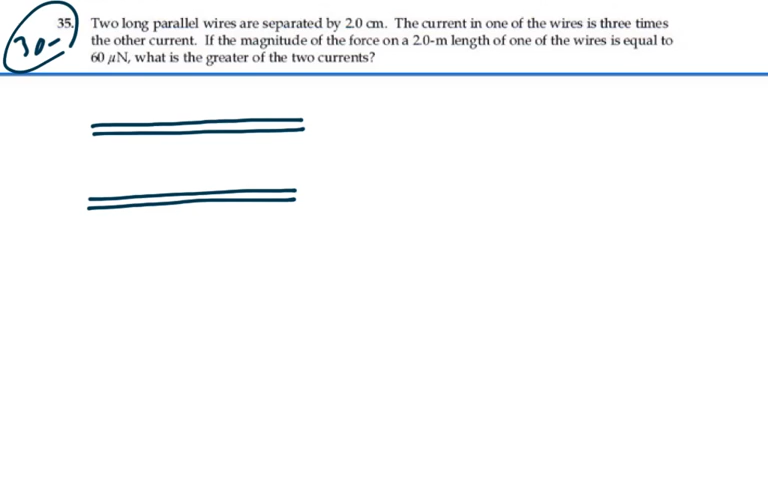 30-
35. Two long parallel wires are separated by 2.0 cm. The current in one of the wires is three times
the other current. If the magnitude of the force on a 2.0-m length of one of the wires is equal to
60 μN, what is the greater of the two currents?